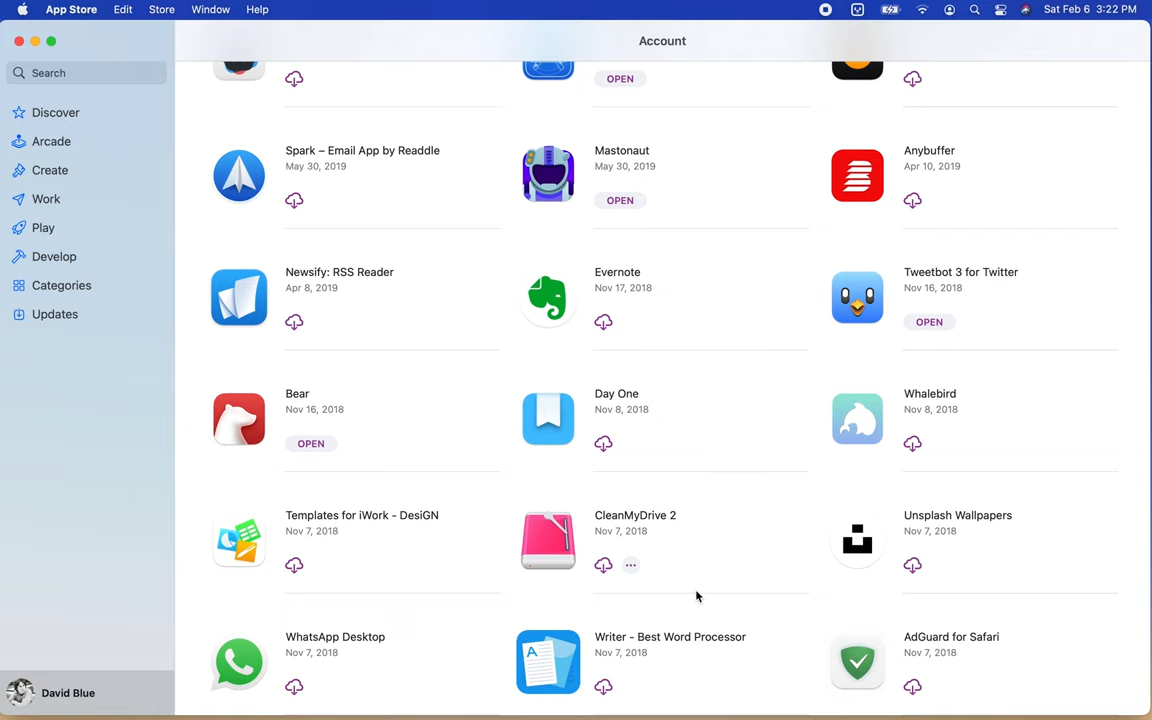 App Store Edit Store Window Help Sat Feb 6 3:22 PM
Account
Search
Discover
Arcade
Create
Work
Play
Develop
Categories
Updates
David Blue
OPEN
Spark – Email App by Readdle
May 30, 2019
Mastonaut
May 30, 2019
OPEN
Anybuffer
Apr 10, 2019
Newsify: RSS Reader
Apr 8, 2019
Evernote
Nov 17, 2018
Tweetbot 3 for Twitter
Nov 16, 2018
OPEN
Bear
Nov 16, 2018
OPEN
Day One
Nov 8, 2018
Whalebird
Nov 8, 2018
Templates for iWork - DesiGN
Nov 7, 2018
CleanMyDrive 2
Nov 7, 2018
Unsplash Wallpapers
Nov 7, 2018
WhatsApp Desktop
Nov 7, 2018
A
Writer - Best Word Processor
Nov 7, 2018
AdGuard for Safari
Nov 7, 2018